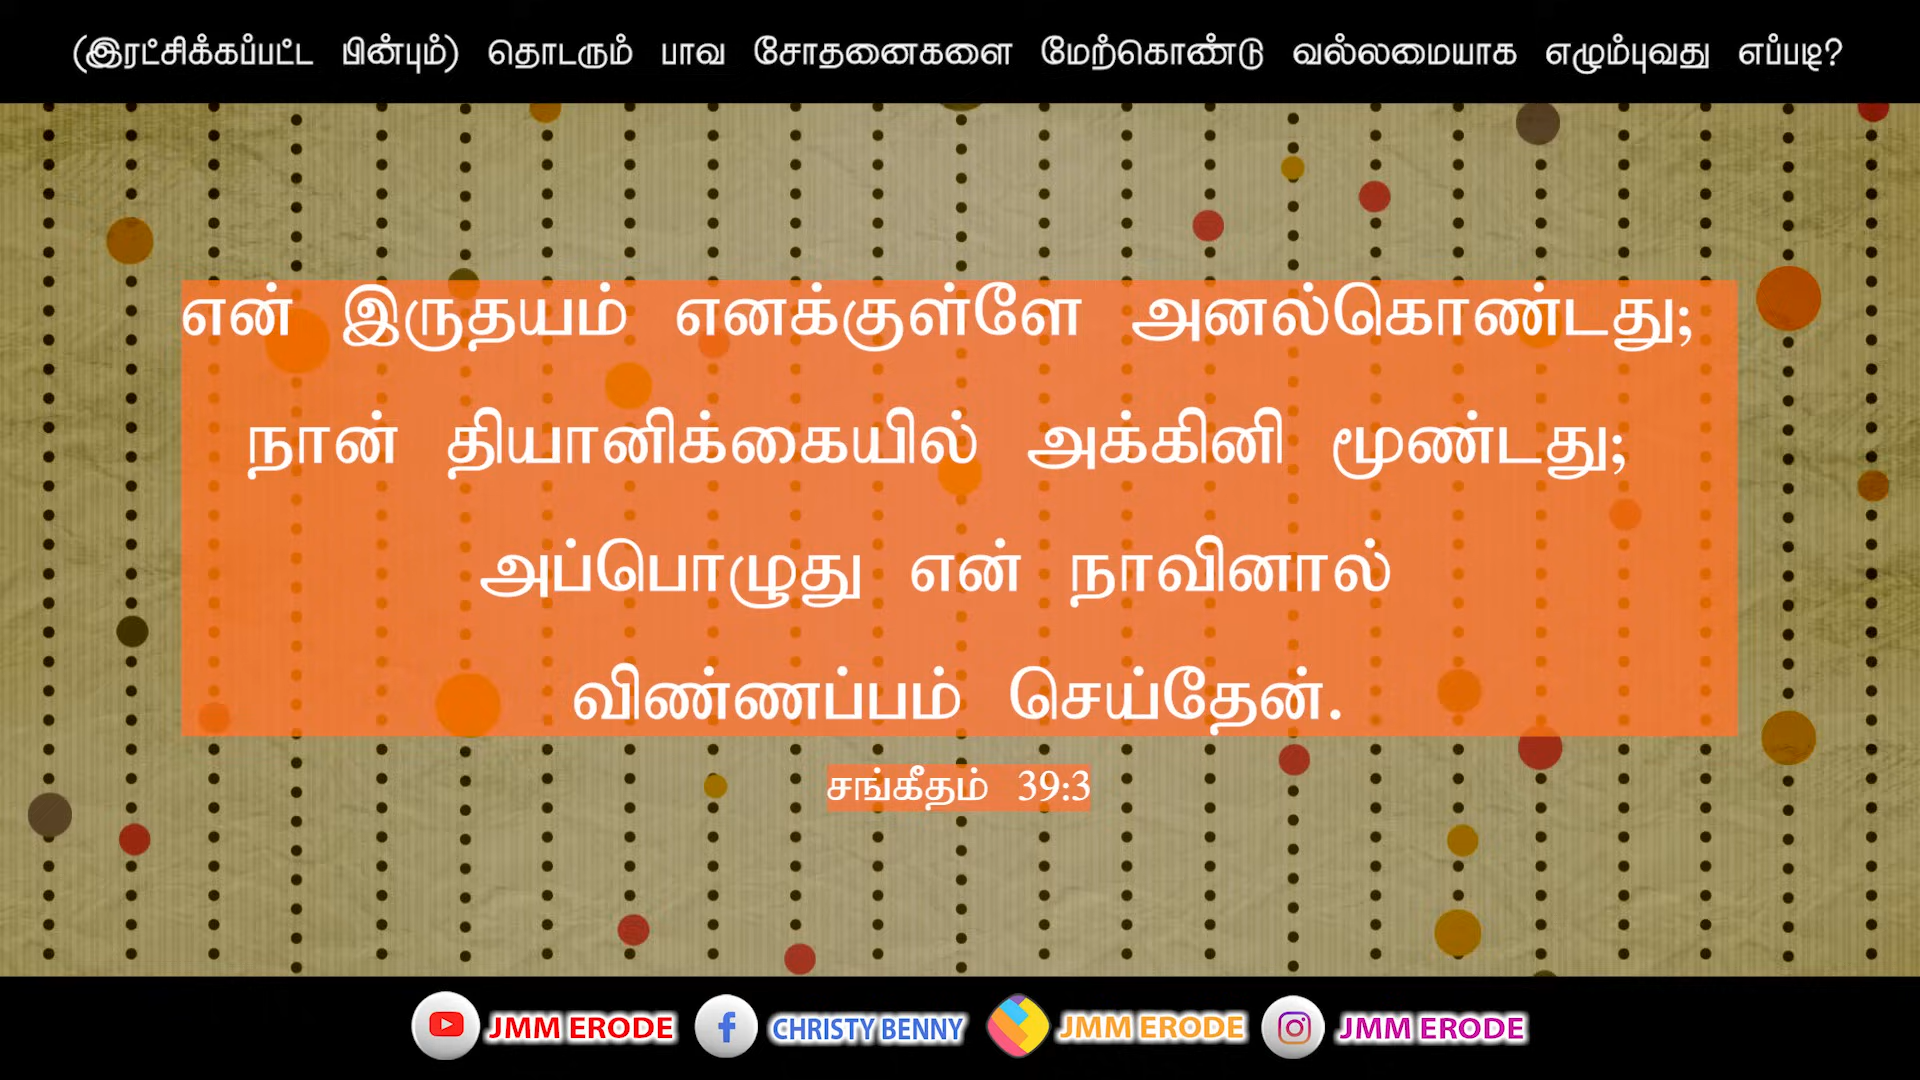 (இரட்சிக்கப்பட்ட பின்பும்) தொடரும் பாவ சோதனைகளை மேற்கொண்டு வல்லமையாக எழும்புவது எப்படி?
என் இருதயம் எனக்குள்ளே அனல்கொண்டது;
நான் தியானிக்கையில் அக்கினி மூண்டது;
அப்பொழுது என் நாவினால்
விண்ணப்பம் செய்தேன்.
சங்கீதம் 39:3
JMM ERODE CHRISTY BENNY JMM ERODE JMM ERODE